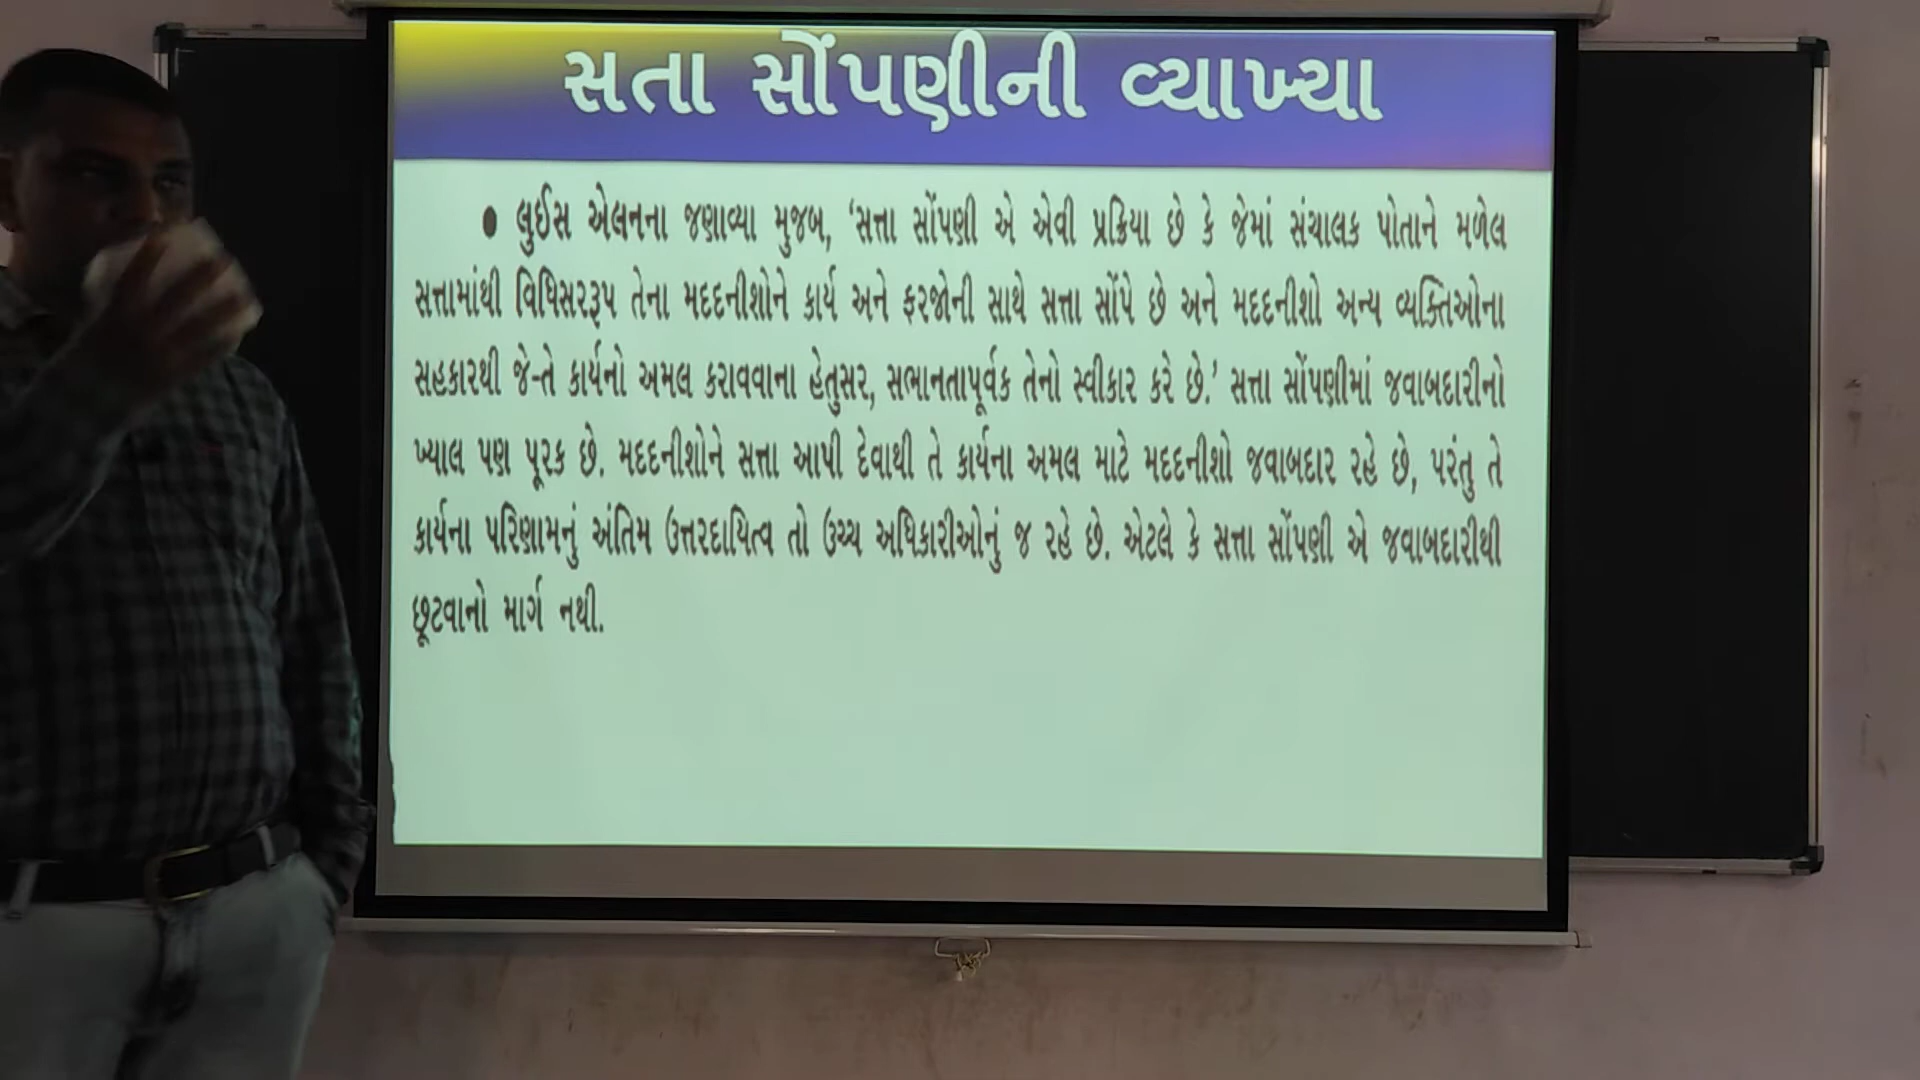 સતા સોંપણીની વ્યાખ્યા
• લુઈસ એલનના જણાવ્યા મુજબ, ‘સત્તા સોંપણી એ એવી પ્રક્રિયા છે કે જેમાં સંચાલક પોતાને મળેલ
સત્તામાંથી વિધિસરરૂપ તેના મદદનીશોને કાર્ય અને ફરજોની સાથે સત્તા સોંપે છે અને મદદનીશો અન્ય વ્યક્તિઓના
સહકારથી જે-તે કાર્યનો અમલ કરાવવાના હેતુસર, સભાનતાપૂર્વક તેનો સ્વીકાર કરે છે.’ સત્તા સોંપણીમાં જવાબદારીનો
ખ્યાલ પણ પૂરક છે. મદદનીશોને સત્તા આપી દેવાથી તે કાર્યના અમલ માટે મદદનીશો જવાબદાર રહે છે, પરંતુ તે
કાર્યના પરિણામનું અંતિમ ઉત્તરદાયિત્વ તો ઉચ્ચ અધિકારીઓનું જ રહે છે. એટલે કે સત્તા સોંપણી એ જવાબદારીથી
છૂટવાનો માર્ગ નથી.